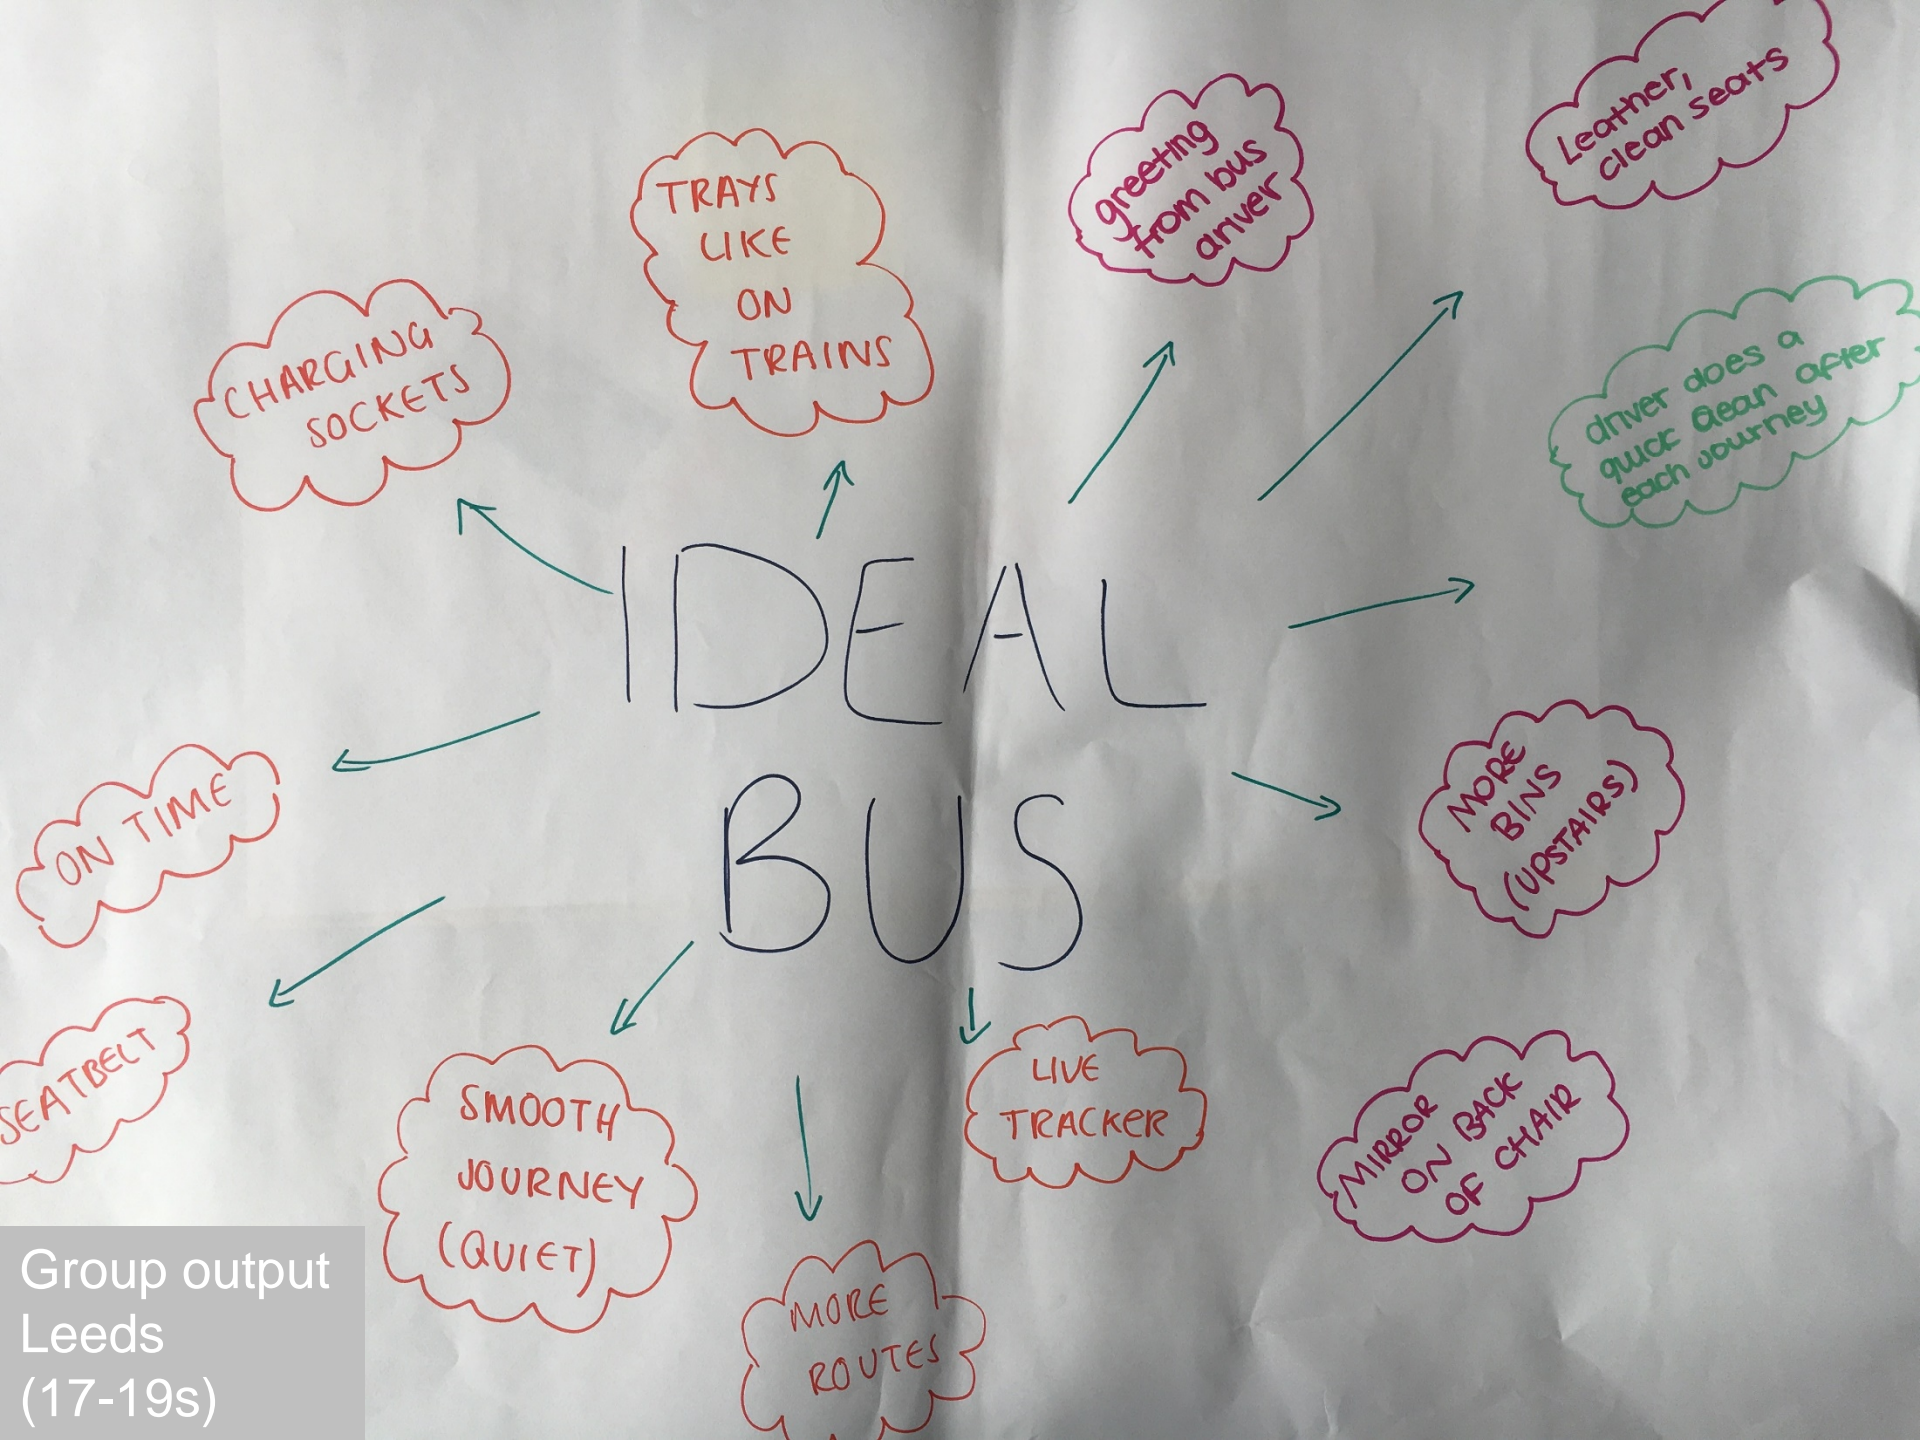 Leather,
clean seats
greeting
from bus
driver
TRAYS
LIKE
ON
TRAINS
CHARGING
SOCKETS
driver does a
quick clean after
each journey
IDEAL
BUS
ON TIME
MORE
BINS
(UPSTAIRS)
SEATBELT
SMOOTH
JOURNEY
(QUIET)
LIVE
TRACKER
MIRROR
ON BACK
OF CHAIR
MORE
ROUTES
Group output
Leeds
(17-19s)